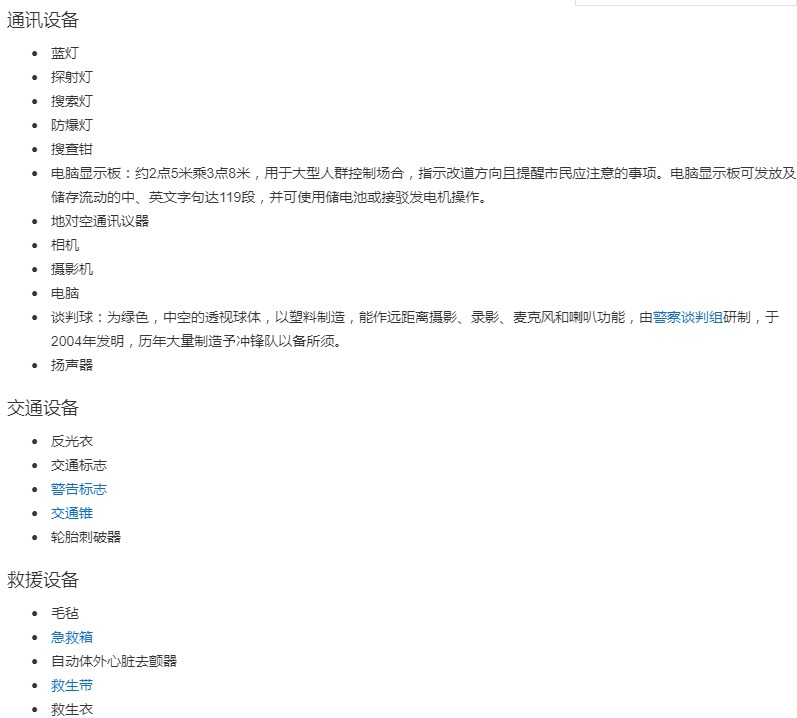 通讯设备
蓝灯
探射灯
搜索灯
防爆灯
搜查钳
电脑显示板：约2点5米乘3点8米，用于大型人群控制场合，指示改道方向且提醒市民应注意的事项。电脑显示板可发放及
储存流动的中、英文字句达119段，并可使用储电池或接驳发电机操作。
地对空通讯议器
相机
摄影机
电脑
谈判球：为绿色，中空的透视球体，以塑料制造，能作远距离摄影、录影、麦克风和喇叭功能，由警察谈判组研制，于
2004年发明，历年大量制造予冲锋队以备所须。
扬声器
交通设备
反光衣
交通标志
警告标志
交通锥
轮胎刺破器
救援设备
毛毡
急救箱
自动体外心脏去颤器
救生带
救生衣